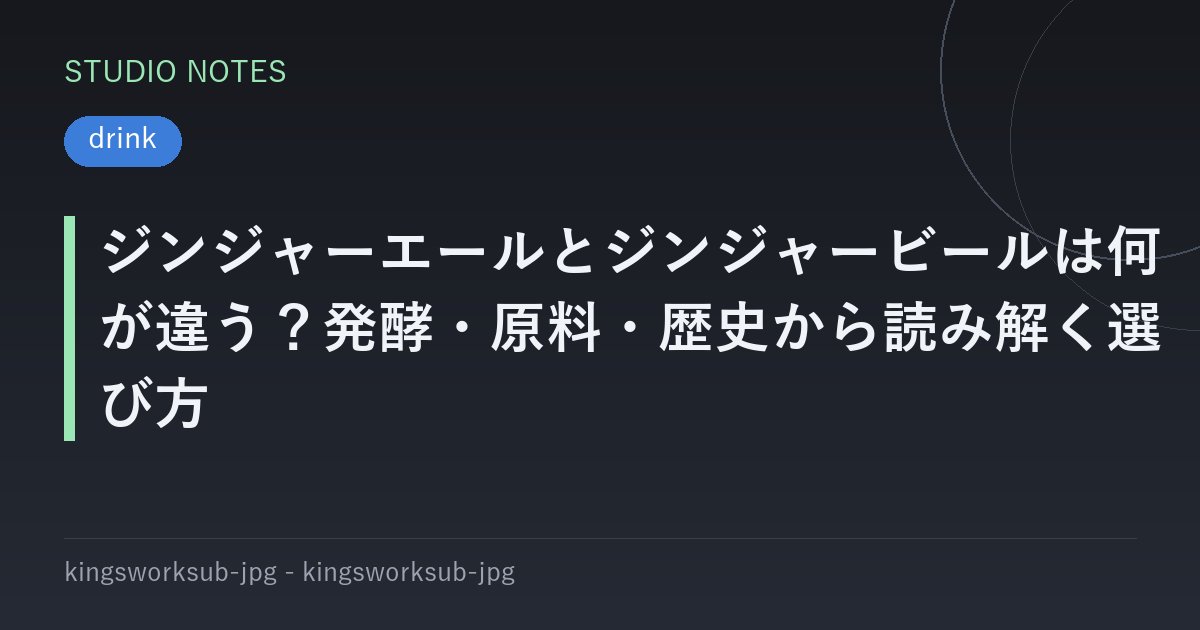 STUDIO NOTES
drink
ジンジャーエールとジンジャービールは何
が違う？発酵・原料・歴史から読み解く選
び方
kingsworksub-jpg - kingsworksub-jpg